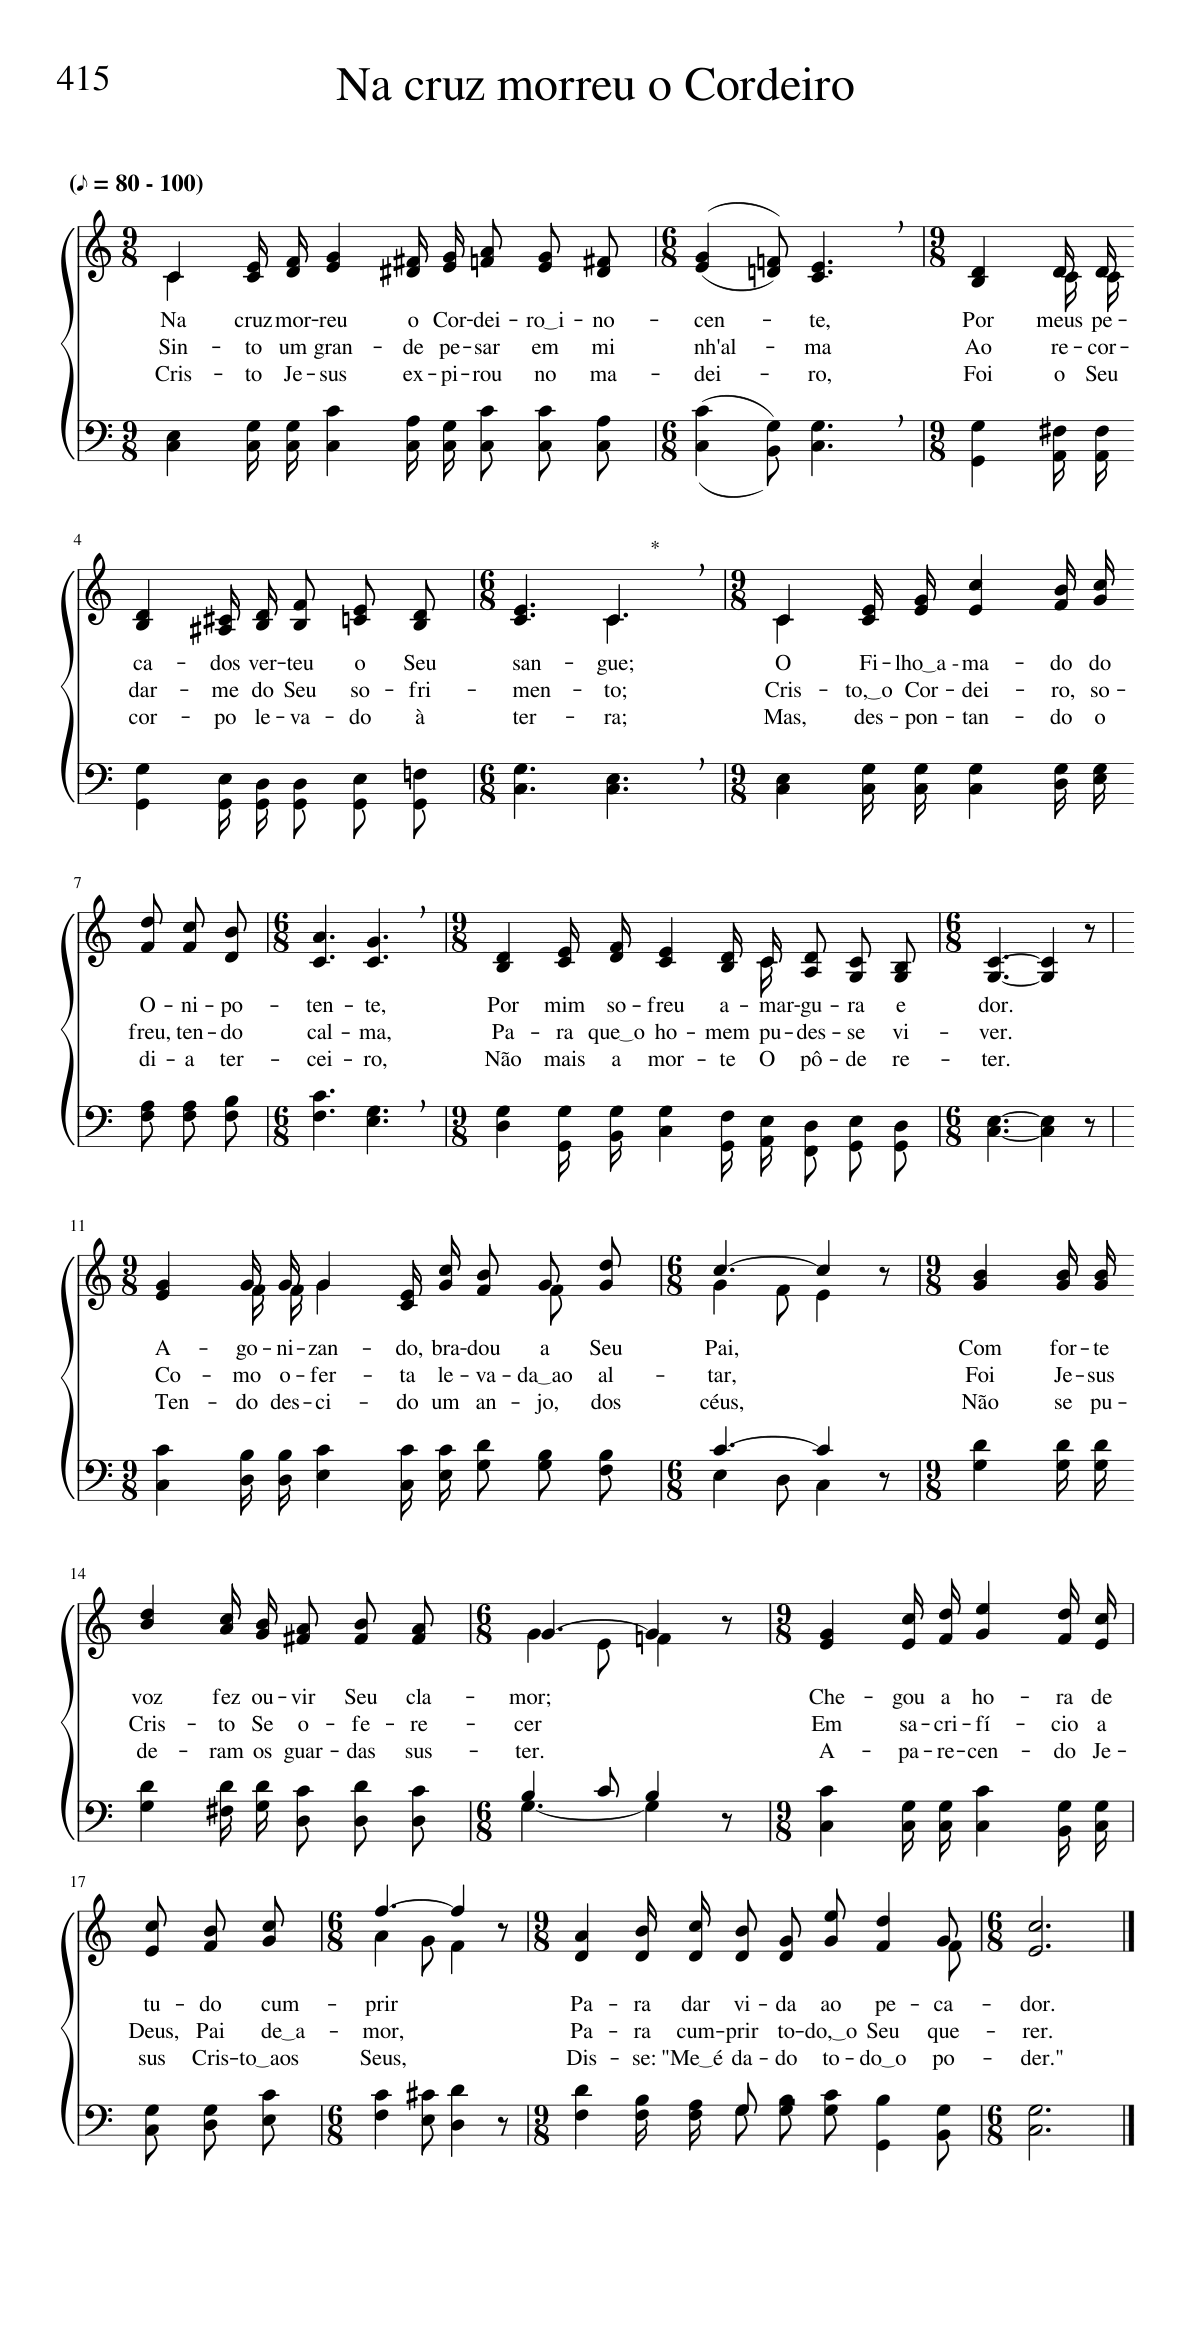 415
Na cruz morreu o Cordeiro
(♪ = 80 - 100)
Na cruz mor-reu o Cor-dei-ro‿i-no-cen-te, Por meus pe-
Sin-to um gran-de pe-sar em mi nh'al-ma Ao re-cor-
Cris-to Je-sus ex-pi-rou no ma-dei-ro, Foi o Seu
4
*
ca-dos ver-teu o Seu san-gue; O Fi-lho‿a-ma-do do
dar-me do Seu so-fri-men-to; Cris-to,‿o Cor-dei-ro, so-
cor-po le-va-do à ter-ra; Mas, des-pon-tan-do o
7
O-ni-po-ten-te, Por mim so-freu a-mar-gu-ra e dor.
freu, ten-do cal-ma, Pa-ra que‿o ho-mem pu-des-se vi-ver.
di-a ter-cei-ro, Não mais a mor-te O pô-de re-ter.
11
A-go-ni-zan-do, bra-dou a Seu Pai, Com for-te
Co-mo o-fer-ta le-va-da‿ao al-tar, Foi Je-sus
Ten-do des-ci-do um an-jo, dos céus, Não se pu-
14
voz fez ou-vir Seu cla-mor; Che-gou a ho-ra de
Cris-to Se o-fe-re-cer Em sa-cri-fí-cio a
de-ram os guar-das sus-ter. A-pa-re-cen-do Je-
17
tu-do cum-prir Pa-ra dar vi-da ao pe-ca-dor.
Deus, Pai de‿a-mor, Pa-ra cum-prir to-do,‿o Seu que-rer.
sus Cris-to‿aos Seus, Dis-se: "Me‿é da-do to-do‿o po-der."